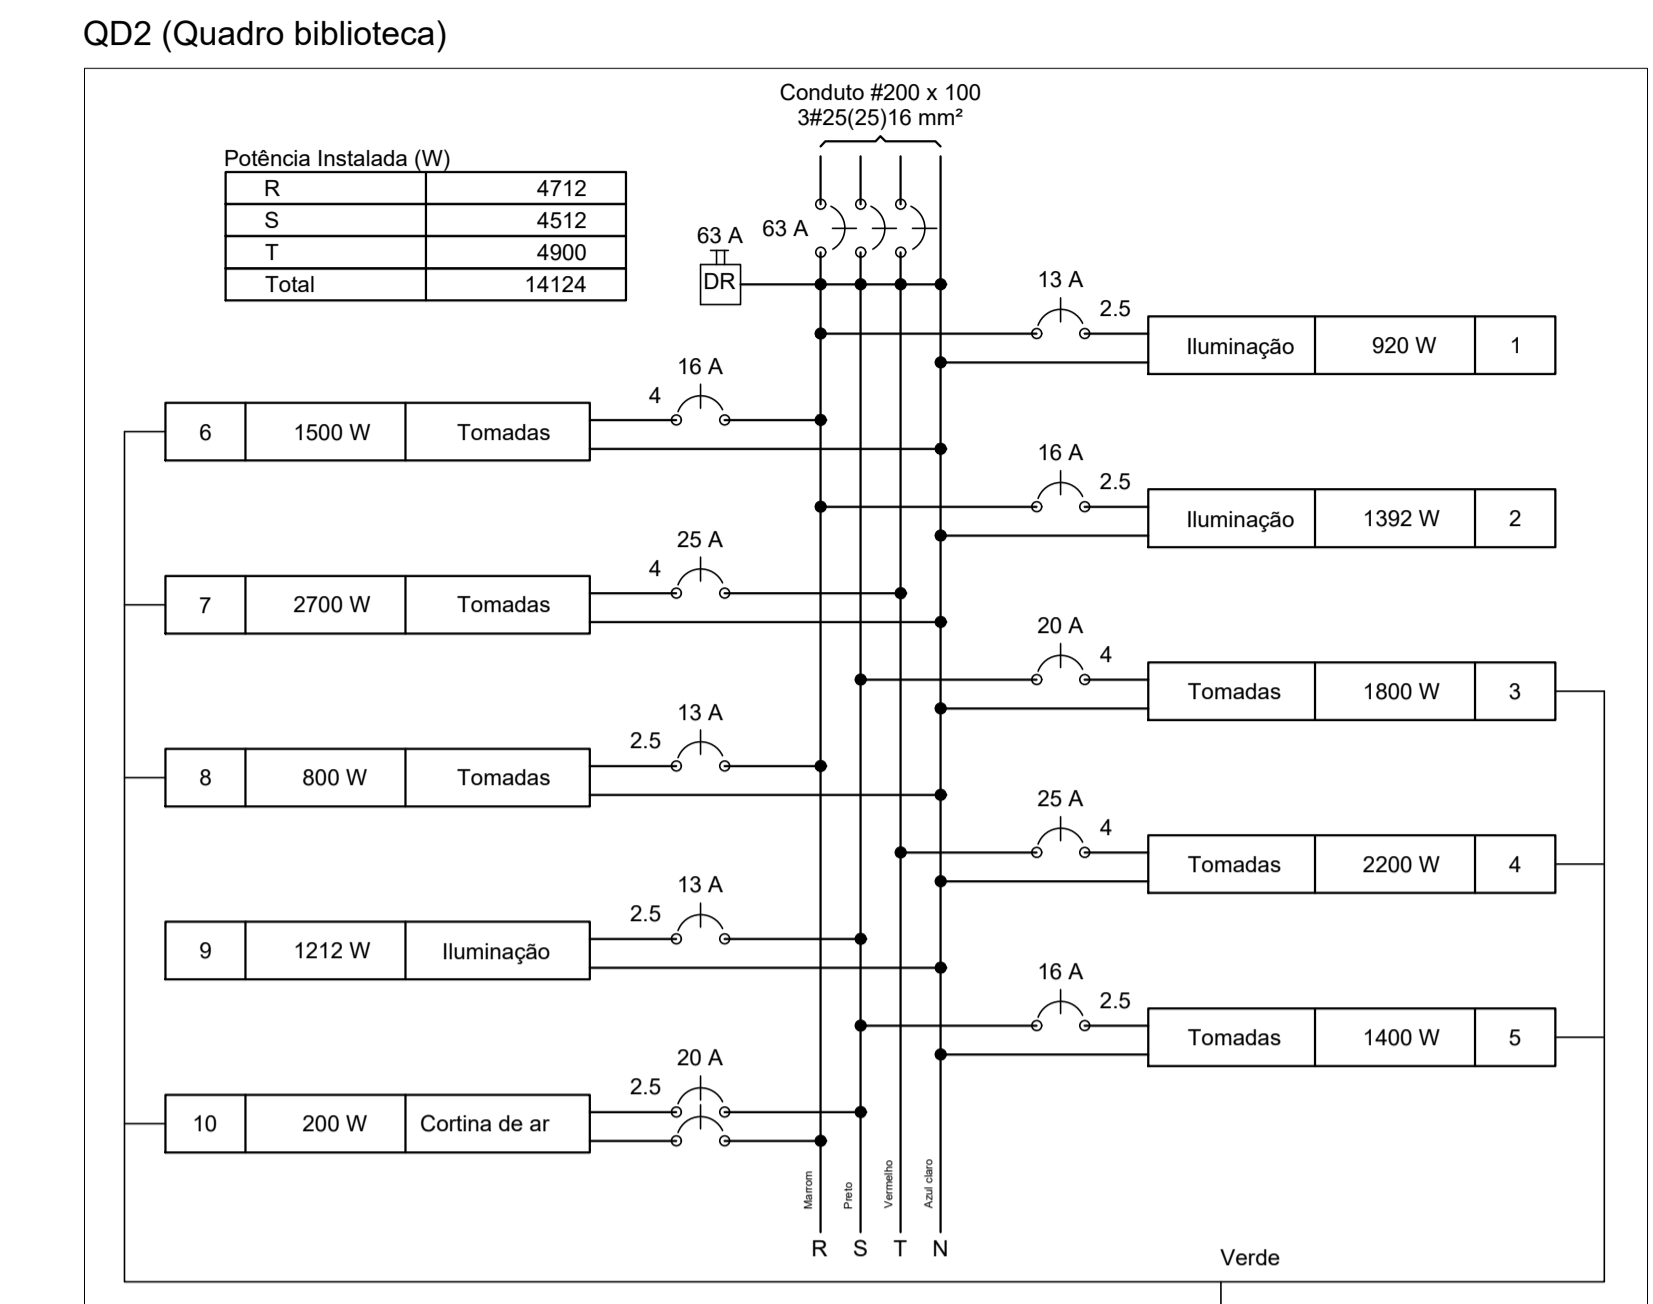 QD2 (Quadro biblioteca)
Conduto #200 x 100
3#25(25)16 mm²
Potência Instalada (W)
R 4712
S 4512
T 4900
Total 14124
63 A
63 A
DR
13 A
2.5
Iluminação 920 W 1
16 A
4
6 1500 W Tomadas
16 A
2.5
Iluminação 1392 W 2
25 A
4
7 2700 W Tomadas
20 A
4
Tomadas 1800 W 3
13 A
2.5
8 800 W Tomadas
25 A
4
Tomadas 2200 W 4
13 A
2.5
9 1212 W Iluminação
16 A
2.5
Tomadas 1400 W 5
20 A
2.5
10 200 W Cortina de ar
Marrom
Preto
Vermelho
Azul claro
R S T N
Verde